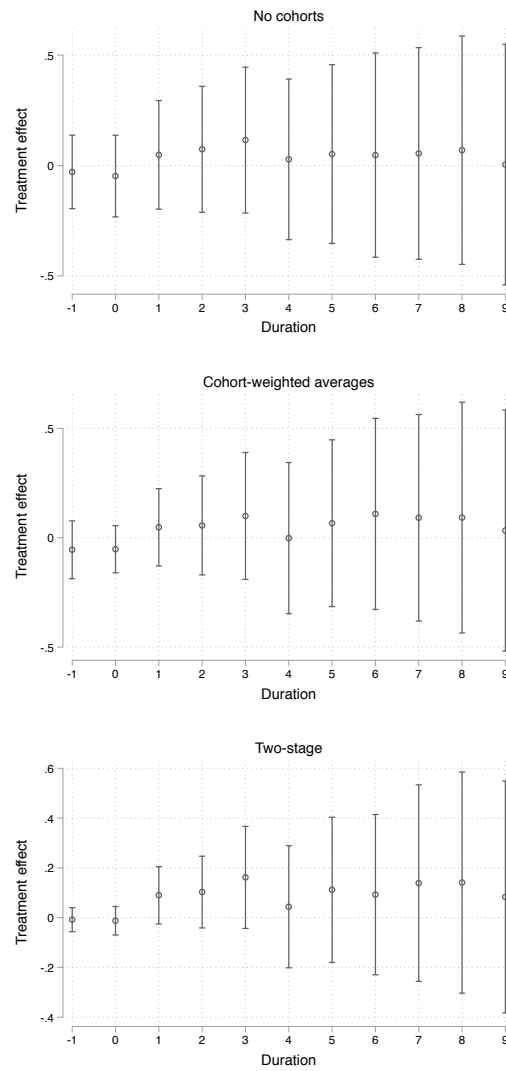 No cohorts
Treatment effect
.5
0
-.5
-1 0 1 2 3 4 5 6 7 8 9
Duration
Cohort-weighted averages
Treatment effect
.5
0
-.5
-1 0 1 2 3 4 5 6 7 8 9
Duration
Two-stage
Treatment effect
.6
.4
.2
0
-.2
-.4
-1 0 1 2 3 4 5 6 7 8 9
Duration